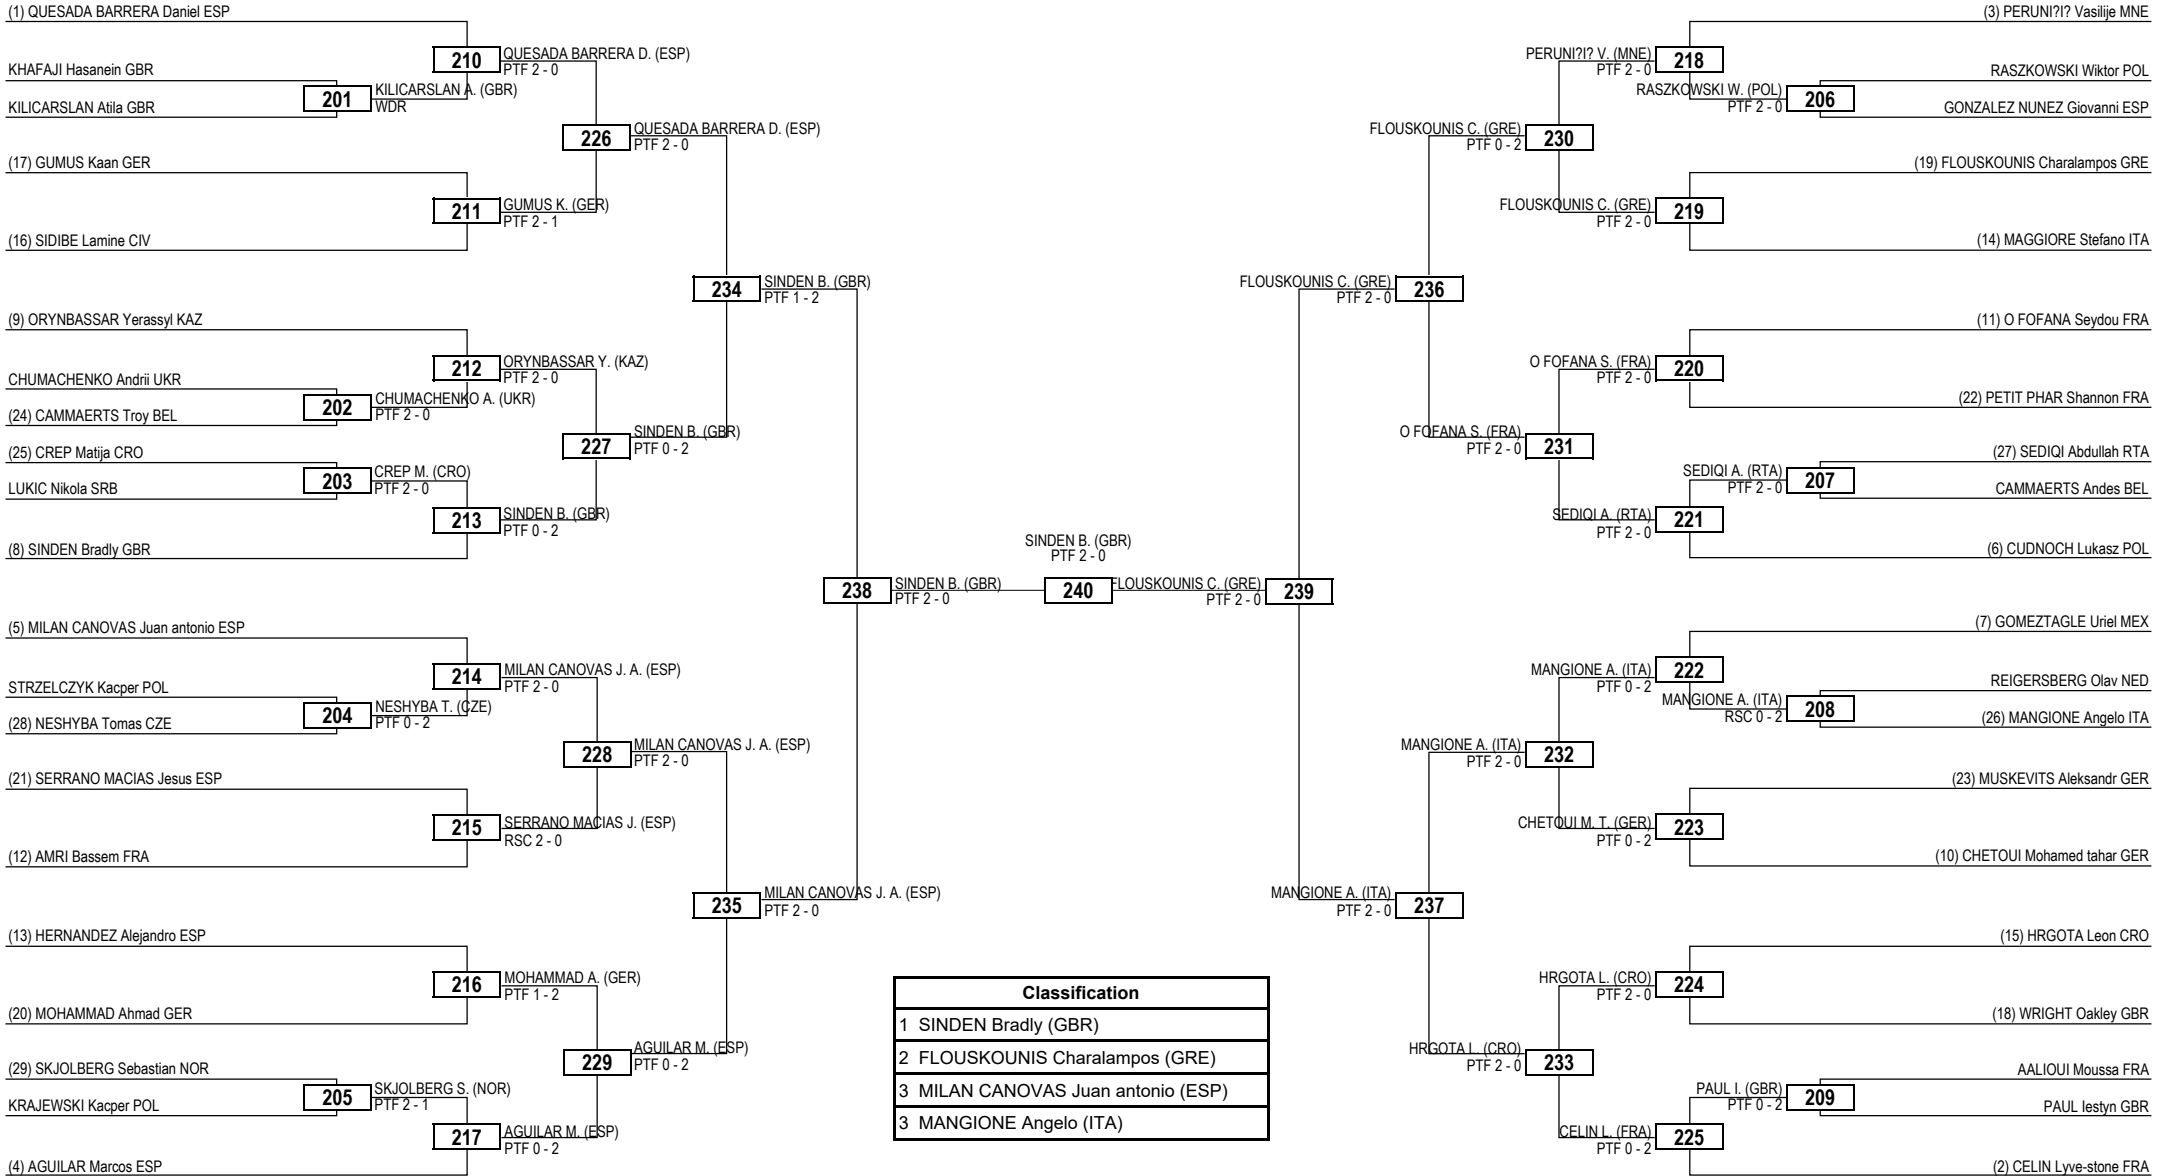 (1) QUESADA BARRERA Daniel ESP
210
QUESADA BARRERA D. (ESP)
PTF 2 - 0
KHAFAJI Hasanein GBR
201
KILICARSLAN A. (GBR)
WDR
KILICARSLAN Atila GBR
226
QUESADA BARRERA D. (ESP)
PTF 2 - 0
(17) GUMUS Kaan GER
211
GUMUS K. (GER)
PTF 2 - 1
(16) SIDIBE Lamine CIV
234
SINDEN B. (GBR)
PTF 1 - 2
(9) ORYNBASSAR Yerassyl KAZ
212
ORYNBASSAR Y. (KAZ)
PTF 2 - 0
CHUMACHENKO Andrii UKR
202
CHUMACHENKO A. (UKR)
PTF 2 - 0
(24) CAMMAERTS Troy BEL
227
SINDEN B. (GBR)
PTF 0 - 2
(25) CREP Matija CRO
203
CREP M. (CRO)
PTF 2 - 0
LUKIC Nikola SRB
213
SINDEN B. (GBR)
PTF 0 - 2
(8) SINDEN Bradly GBR
238
SINDEN B. (GBR)
PTF 2 - 0
(5) MILAN CANOVAS Juan antonio ESP
214
MILAN CANOVAS J. A. (ESP)
PTF 2 - 0
STRZELCZYK Kacper POL
204
NESHYBA T. (CZE)
PTF 0 - 2
(28) NESHYBA Tomas CZE
228
MILAN CANOVAS J. A. (ESP)
PTF 2 - 0
(21) SERRANO MACIAS Jesus ESP
215
SERRANO MACIAS J. (ESP)
RSC 2 - 0
(12) AMRI Bassem FRA
235
MILAN CANOVAS J. A. (ESP)
PTF 2 - 0
(13) HERNANDEZ Alejandro ESP
216
MOHAMMAD A. (GER)
PTF 1 - 2
(20) MOHAMMAD Ahmad GER
229
AGUILAR M. (ESP)
PTF 0 - 2
(29) SKJOLBERG Sebastian NOR
205
SKJOLBERG S. (NOR)
PTF 2 - 1
KRAJEWSKI Kacper POL
217
AGUILAR M. (ESP)
PTF 0 - 2
(4) AGUILAR Marcos ESP
SINDEN B. (GBR)
PTF 2 - 0
240
(3) PERUNI?I? Vasilije MNE
PERUNI?I? V. (MNE)
PTF 2 - 0
218
RASZKOWSKI Wiktor POL
RASZKOWSKI W. (POL)
PTF 2 - 0
206
GONZALEZ NUNEZ Giovanni ESP
FLOUSKOUNIS C. (GRE)
PTF 0 - 2
230
(19) FLOUSKOUNIS Charalampos GRE
FLOUSKOUNIS C. (GRE)
PTF 2 - 0
219
(14) MAGGIORE Stefano ITA
FLOUSKOUNIS C. (GRE)
PTF 2 - 0
236
(11) O FOFANA Seydou FRA
O FOFANA S. (FRA)
PTF 2 - 0
220
(22) PETIT PHAR Shannon FRA
O FOFANA S. (FRA)
PTF 2 - 0
231
(27) SEDIQI Abdullah RTA
SEDIQI A. (RTA)
PTF 2 - 0
207
CAMMAERTS Andes BEL
SEDIQI A. (RTA)
PTF 2 - 0
221
(6) CUDNOCH Lukasz POL
FLOUSKOUNIS C. (GRE)
PTF 2 - 0
239
(7) GOMEZTAGLE Uriel MEX
MANGIONE A. (ITA)
PTF 0 - 2
222
REIGERSBERG Olav NED
MANGIONE A. (ITA)
RSC 0 - 2
208
(26) MANGIONE Angelo ITA
MANGIONE A. (ITA)
PTF 2 - 0
232
(23) MUSKEVITS Aleksandr GER
CHETOUI M. T. (GER)
PTF 0 - 2
223
(10) CHETOUI Mohamed tahar GER
MANGIONE A. (ITA)
PTF 2 - 0
237
(15) HRGOTA Leon CRO
HRGOTA L. (CRO)
PTF 2 - 0
224
(18) WRIGHT Oakley GBR
HRGOTA L. (CRO)
PTF 2 - 0
233
AALIOUI Moussa FRA
PAUL I. (GBR)
PTF 0 - 2
209
PAUL Iestyn GBR
CELIN L. (FRA)
PTF 0 - 2
225
(2) CELIN Lyve-stone FRA
Classification
1 SINDEN Bradly (GBR)
2 FLOUSKOUNIS Charalampos (GRE)
3 MILAN CANOVAS Juan antonio (ESP)
3 MANGIONE Angelo (ITA)